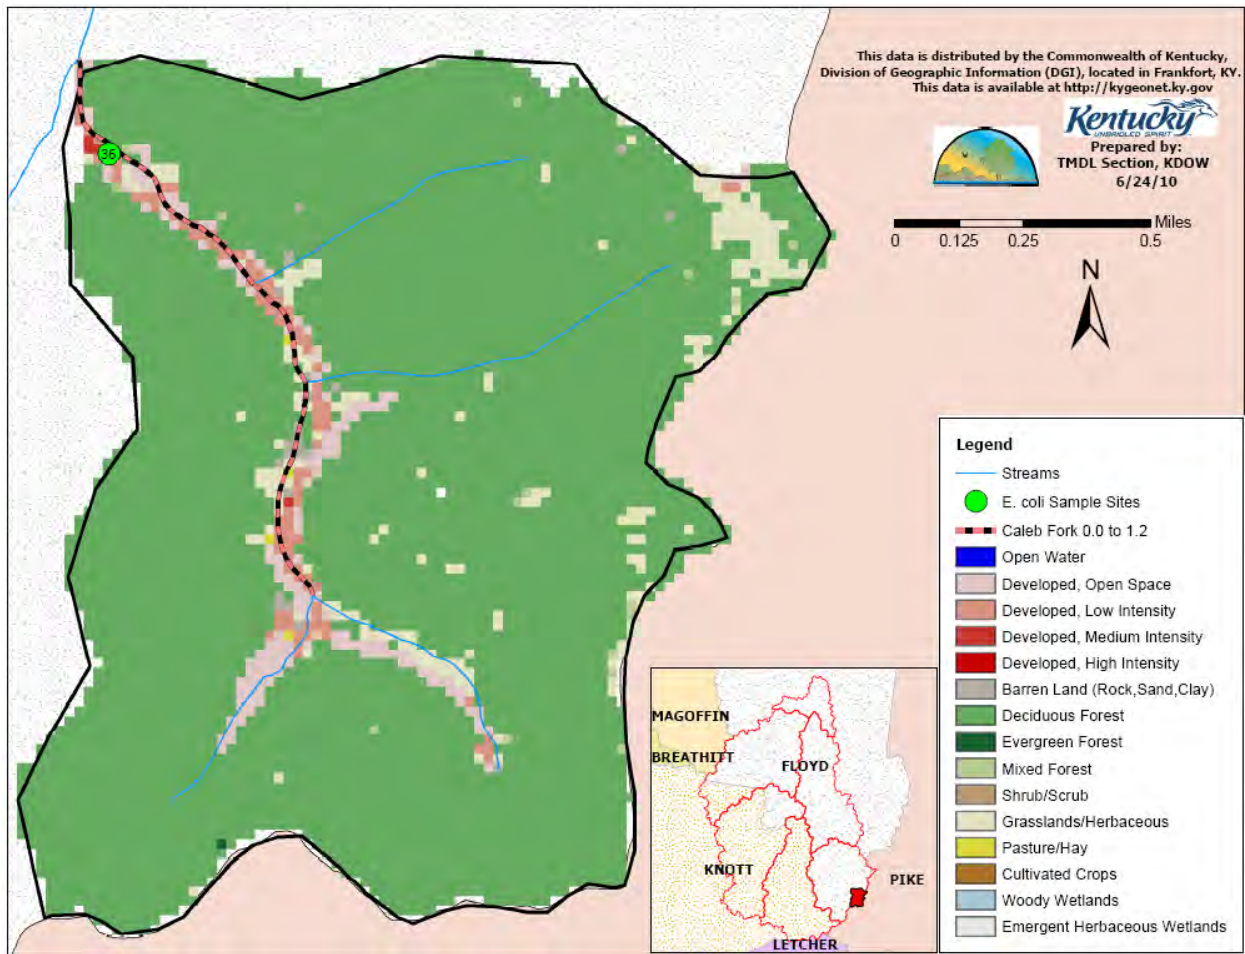 This data is distributed by the Commonwealth of Kentucky,
Division of Geographic Information (DGI), located in Frankfort, KY.
This data is available at http://kygeonet.ky.gov
Kentucky
UNBRIDLED SPIRIT
Prepared by:
TMDL Section, KDOW
6/24/10
Miles
0 0.125 0.25 0.5
N
36
Legend
Streams
E. coli Sample Sites
Caleb Fork 0.0 to 1.2
Open Water
Developed, Open Space
Developed, Low Intensity
Developed, Medium Intensity
Developed, High Intensity
Barren Land (Rock,Sand,Clay)
Deciduous Forest
Evergreen Forest
Mixed Forest
Shrub/Scrub
Grasslands/Herbaceous
Pasture/Hay
Cultivated Crops
Woody Wetlands
Emergent Herbaceous Wetlands
MAGOFFIN
BREATHITT
FLOYD
KNOTT
PIKE
LETCHER